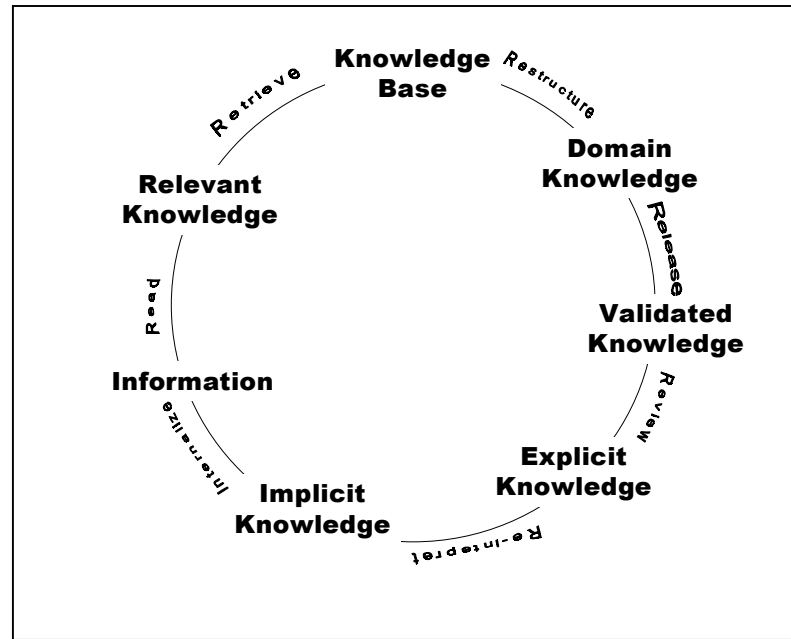 Knowledge
Base
Restructure
Domain
Knowledge
Release
Validated
Knowledge
Review
Explicit
Knowledge
Re-intepret
Implicit
Knowledge
Internalize
Information
Read
Relevant
Knowledge
Retrieve